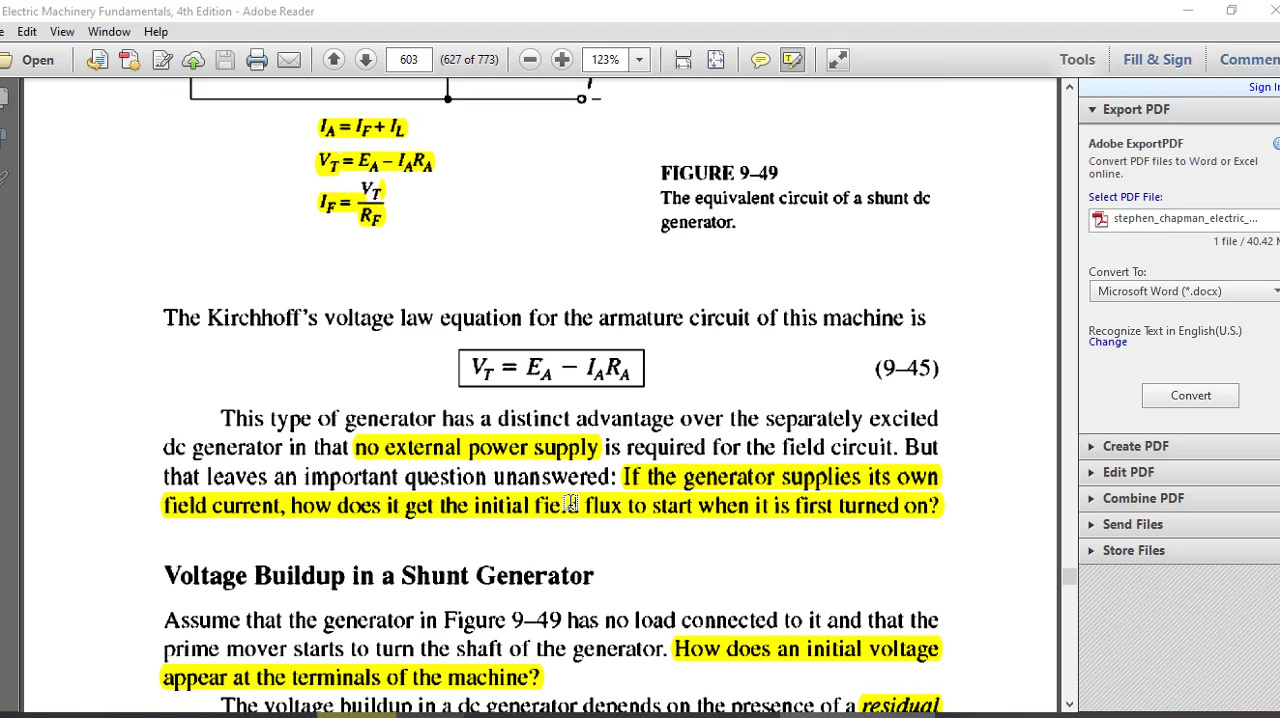 Electric Machinery Fundamentals, 4th Edition - Adobe Reader
Edit View Window Help
Open 603 (627 of 773) 123% Tools Fill & Sign Commen
Sign In
I_A = I_F + I_L
V_T = E_A – I_A R_A
I_F = V_T / R_F
FIGURE 9–49
The equivalent circuit of a shunt dc
generator.
The Kirchhoff's voltage law equation for the armature circuit of this machine is
V_T = E_A – I_A R_A (9–45)
This type of generator has a distinct advantage over the separately excited
dc generator in that no external power supply is required for the field circuit. But
that leaves an important question unanswered: If the generator supplies its own
field current, how does it get the initial field flux to start when it is first turned on?
Voltage Buildup in a Shunt Generator
Assume that the generator in Figure 9–49 has no load connected to it and that the
prime mover starts to turn the shaft of the generator. How does an initial voltage
appear at the terminals of the machine?
The voltage buildup in a dc generator depends on the presence of a residual
Export PDF
Adobe ExportPDF
Convert PDF files to Word or Excel
online.
Select PDF File:
stephen_chapman_electric_...
1 file / 40.42 M
Convert To:
Microsoft Word (*.docx)
Recognize Text in English(U.S.)
Change
Convert
Create PDF
Edit PDF
Combine PDF
Send Files
Store Files